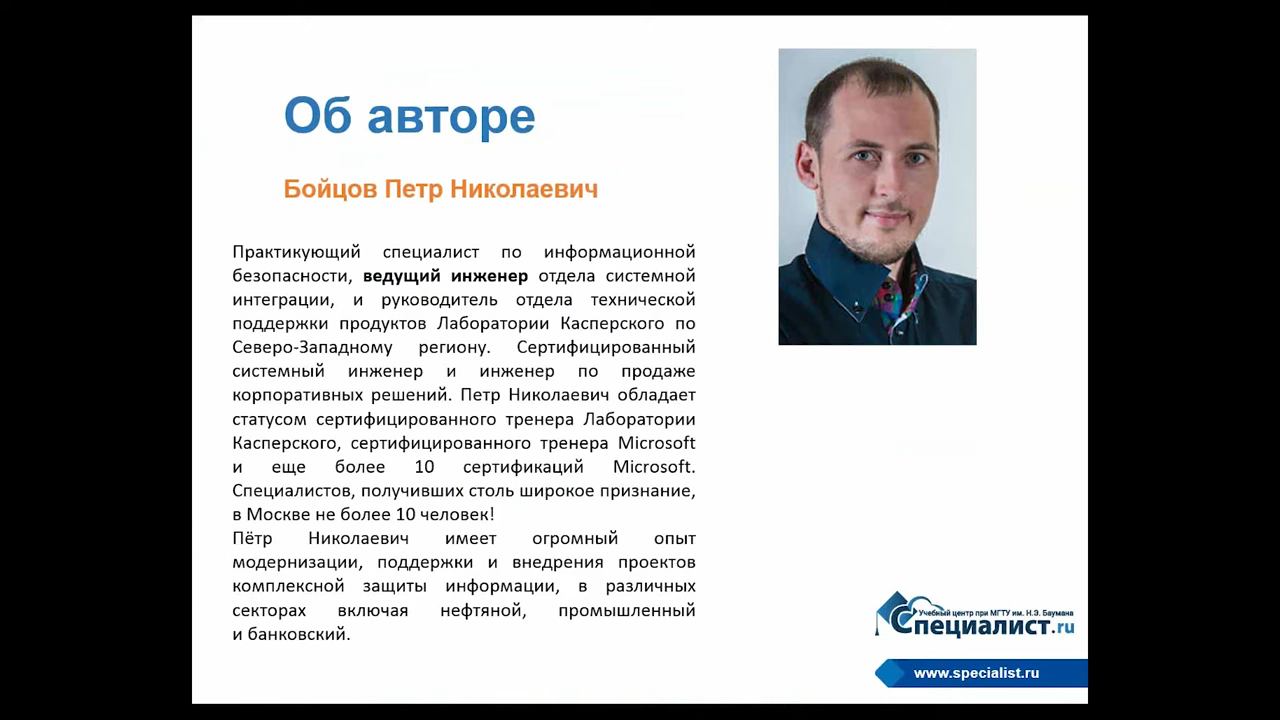 Об авторе
Бойцов Петр Николаевич
Практикующий специалист по информационной
безопасности, ведущий инженер отдела системной
интеграции, и руководитель отдела технической
поддержки продуктов Лаборатории Касперского по
Северо-Западному региону. Сертифицированный
системный инженер и инженер по продаже
корпоративных решений. Петр Николаевич обладает
статусом сертифицированного тренера Лаборатории
Касперского, сертифицированного тренера Microsoft
и еще более 10 сертификаций Microsoft.
Специалистов, получивших столь широкое признание,
в Москве не более 10 человек!
Пётр Николаевич имеет огромный опыт
модернизации, поддержки и внедрения проектов
комплексной защиты информации, в различных
секторах включая нефтяной, промышленный
и банковский.
Учебный центр при МГТУ им. Н.Э. Баумана
Специалист.ru
www.specialist.ru